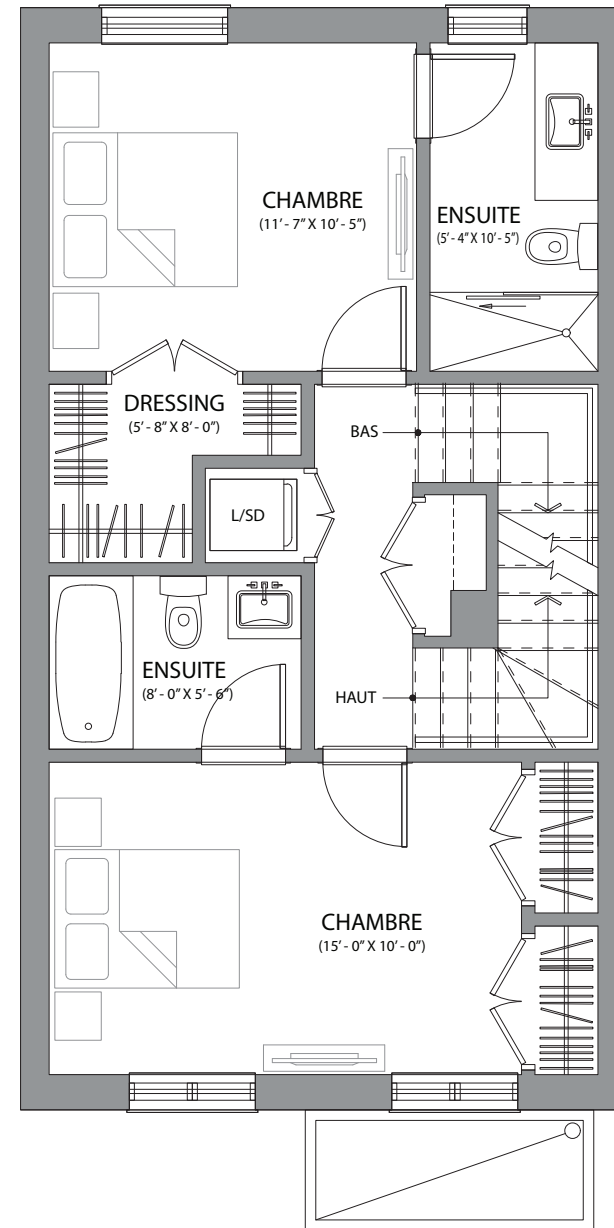 CHAMBRE
(11' - 7” X 10' - 5”)
ENSUITE
(5' - 4” X 10' - 5”)
DRESSING
(5' - 8” X 8' - 0”)
BAS
L/SD
ENSUITE
(8' - 0” X 5' - 6”)
HAUT
CHAMBRE
(15' - 0” X 10' - 0”)